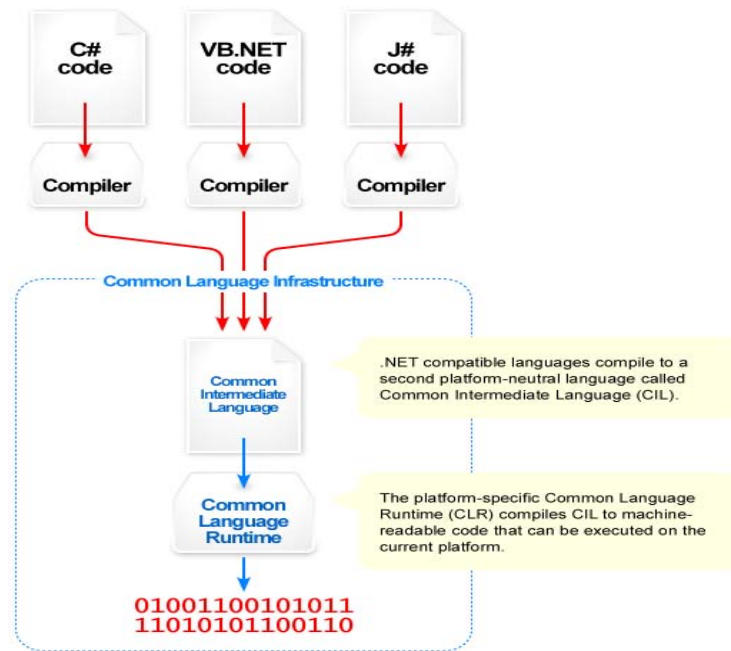 C#
code
VB.NET
code
J#
code
Compiler
Compiler
Compiler
Common Language Infrastructure
Common
Intermediate
Language
.NET compatible languages compile to a
second platform-neutral language called
Common Intermediate Language (CIL).
Common
Language
Runtime
The platform-specific Common Language
Runtime (CLR) compiles CIL to machine-
readable code that can be executed on the
current platform.
01001100101011
11010101100110